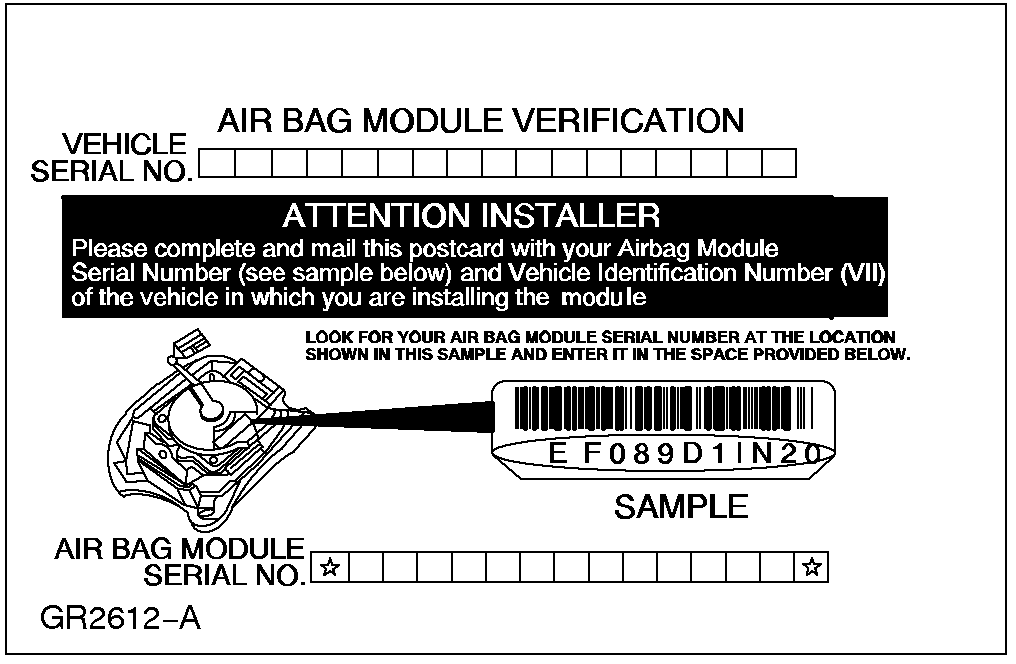 AIR BAG MODULE VERIFICATION
VEHICLE
SERIAL NO.
ATTENTION INSTALLER
Please complete and mail this postcard with your Airbag Module
Serial Number (see sample below) and Vehicle Identification Number (VII)
of the vehicle in which you are installing the module
LOOK FOR YOUR AIR BAG MODULE SERIAL NUMBER AT THE LOCATION
SHOWN IN THIS SAMPLE AND ENTER IT IN THE SPACE PROVIDED BELOW.
E F089D1IN20
SAMPLE
AIR BAG MODULE
SERIAL NO.
GR2612-A